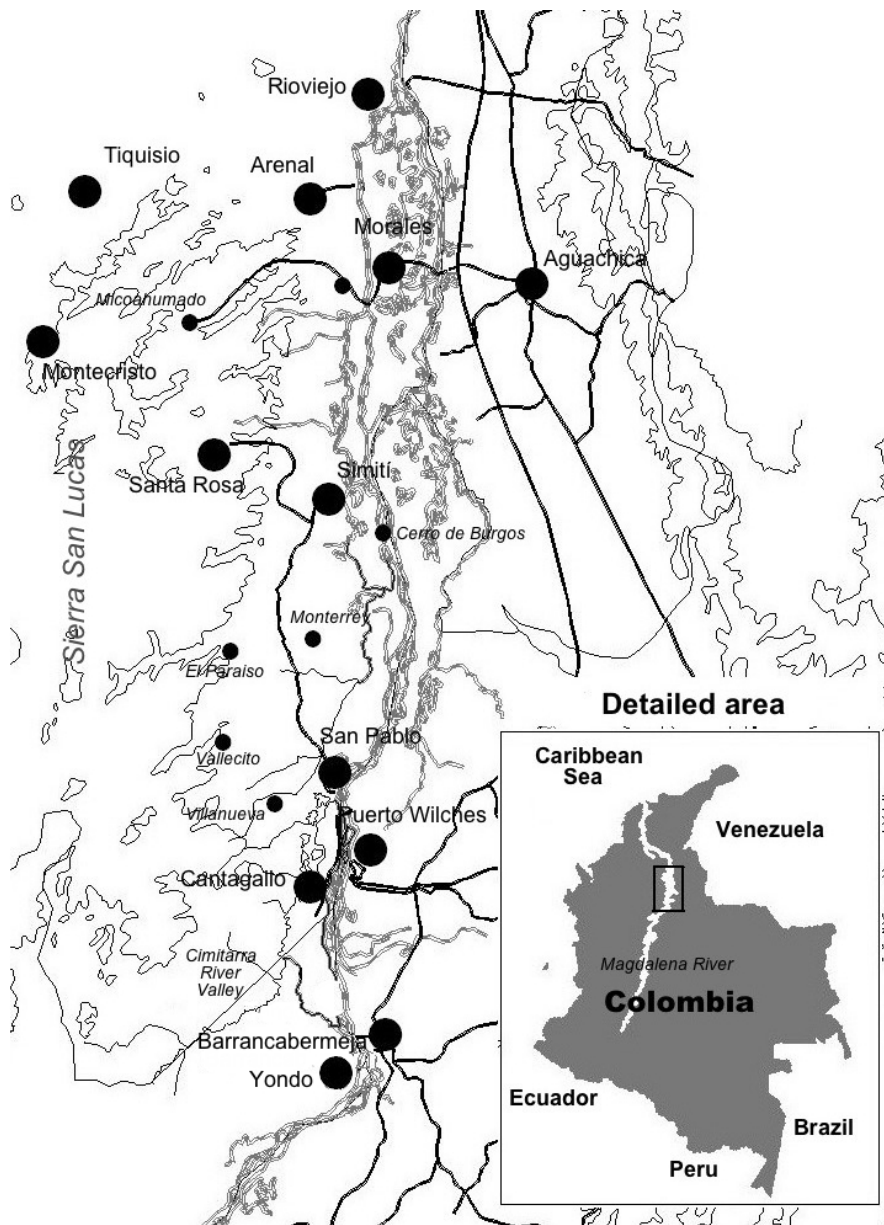 Rioviejo
Tiquisio
Arenal
Morales
Aguachica
Micoahumado
Montecristo
Sierra San Lucas
Simití
Santa Rosa
Cerro de Burgos
Monterrey
El Paraiso
San Pablo
Vallecito
Villanueva
Puerto Wilches
Cantagallo
Cimitarra
River
Valley
Barrancabermeja
Yondo
Detailed area
Caribbean
Sea
Venezuela
Magdalena River
Colombia
Ecuador
Brazil
Peru